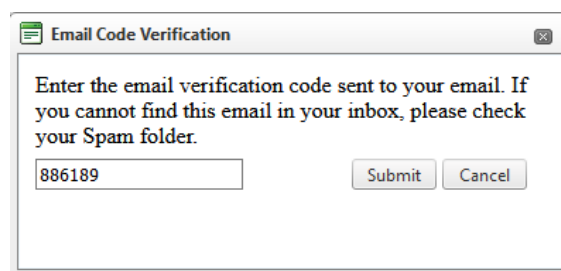 Email Code Verification
Enter the email verification code sent to your email. If
you cannot find this email in your inbox, please check
your Spam folder.
886189 Submit Cancel